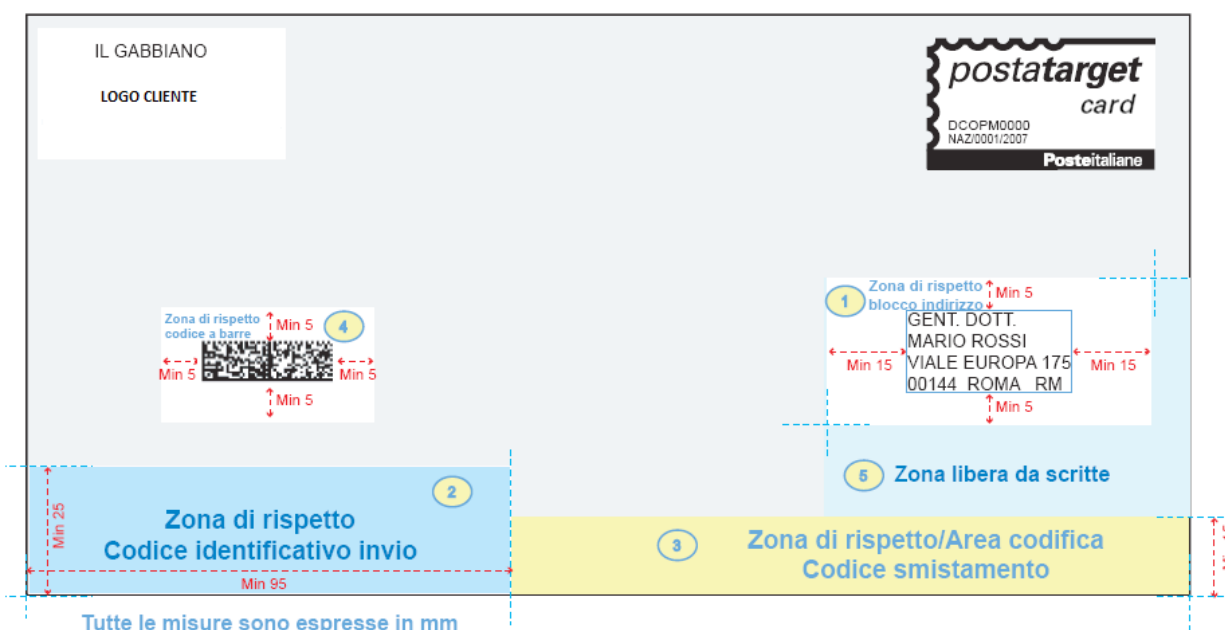 IL GABBIANO
LOGO CLIENTE
postatarget
card
DCOPM0000
NAZ/0001/2007
Posteitaliane
Zona di rispetto
blocco indirizzo
1
Min 5
GENT. DOTT.
MARIO ROSSI
VIALE EUROPA 175
00144 ROMA RM
Min 15
Min 15
Min 5
Zona di rispetto
codice a barre
Min 5
4
Min 5
Min 5
Min 5
5
Zona libera da scritte
2
Min 25
Zona di rispetto
Codice identificativo invio
Min 95
3
Zona di rispetto/Area codifica
Codice smistamento
Tutte le misure sono espresse in mm